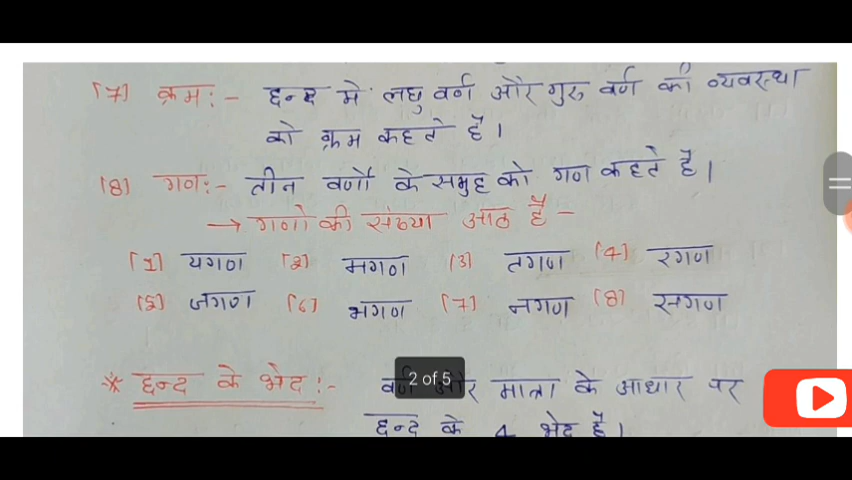 (7) क्रम:- छन्द मे लघु वर्ण और गुरु वर्ण की व्यवस्था
को क्रम कहते है।
(8) गण:- तीन वर्णो के समुह को गण कहते है।
→ गणो की संख्या आठ है -
(1) यगण (2) मगण (3) तगण (4) रगण
(5) जगण (6) भगण (7) नगण (8) सगण
* छन्द के भेद:- वर्ण और मात्रा के आधार पर
2 of 5
छन्द के 4 भेद है।